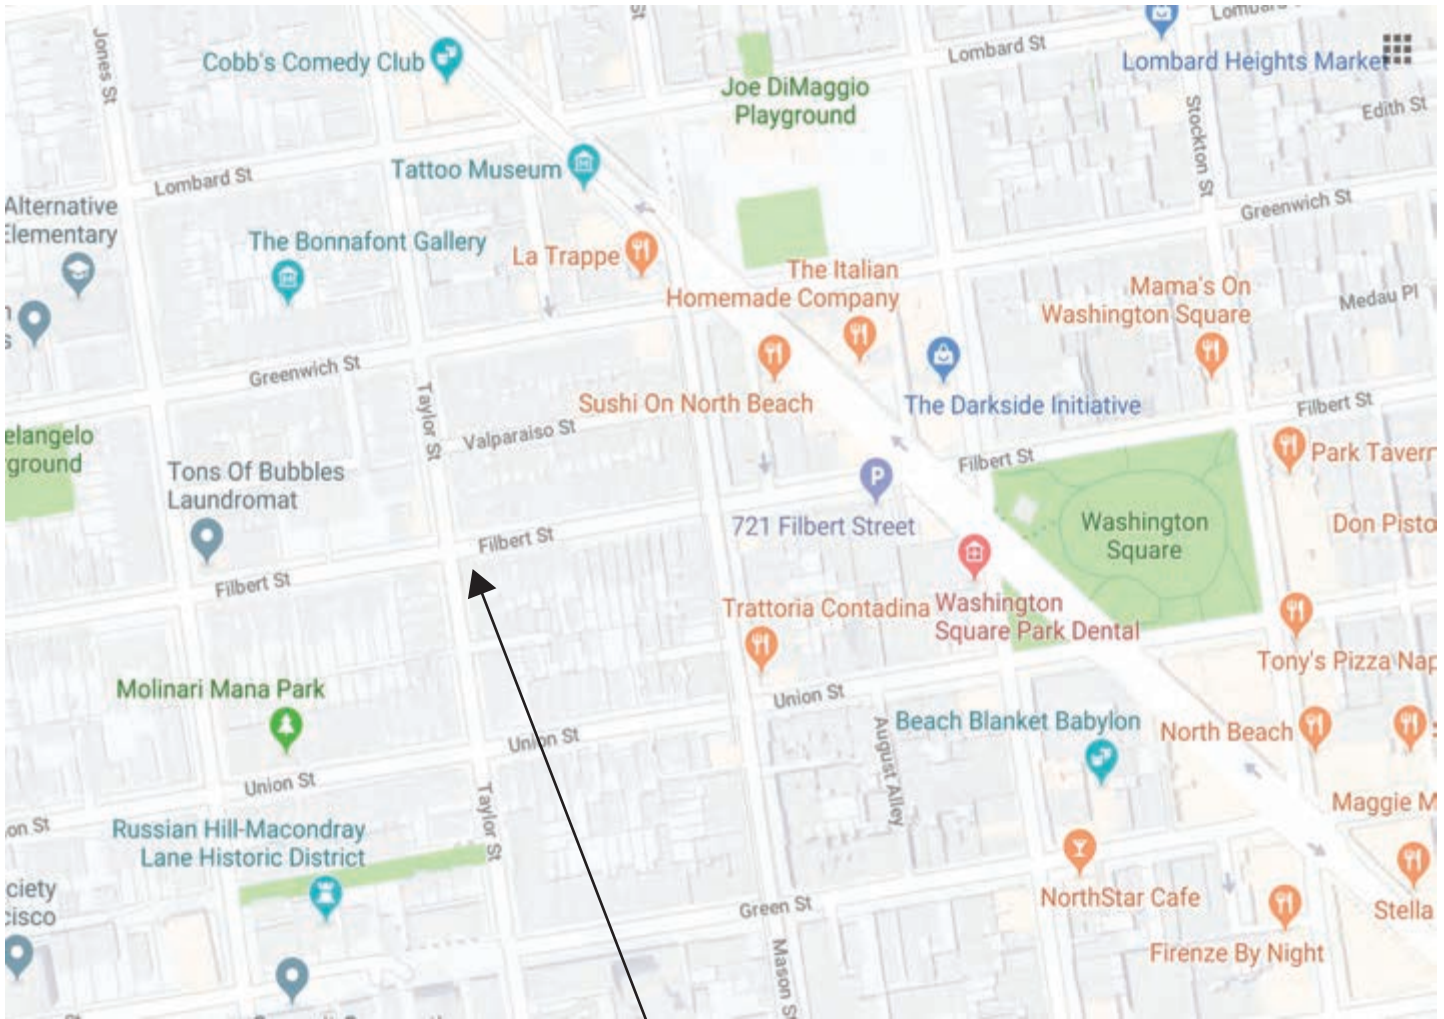 Jones St
Cobb's Comedy Club
St
Lombard St
Lombard Heights Market
Joe DiMaggio
Playground
Edith St
Stockton St
Tattoo Museum
Lombard St
Alternative
Elementary
Greenwich St
The Bonnafont Gallery
La Trappe
The Italian
Homemade Company
Mama's On
Washington Square
Medau Pl
Greenwich St
Taylor St
Sushi On North Beach
The Darkside Initiative
Filbert St
Valparaiso St
elangelo
ground
Tons Of Bubbles
Laundromat
Filbert St
Park Tavern
P
721 Filbert Street
Washington
Square
Don Pisto
Filbert St
Filbert St
Trattoria Contadina
Washington
Square Park Dental
Tony's Pizza Nap
Molinari Mana Park
Union St
August Alley
Beach Blanket Babylon
North Beach
Union St
Union St
Taylor St
Maggie M
on St
Russian Hill-Macondray
Lane Historic District
ciety
cisco
Green St
NorthStar Cafe
Stella
Mason St
Firenze By Night